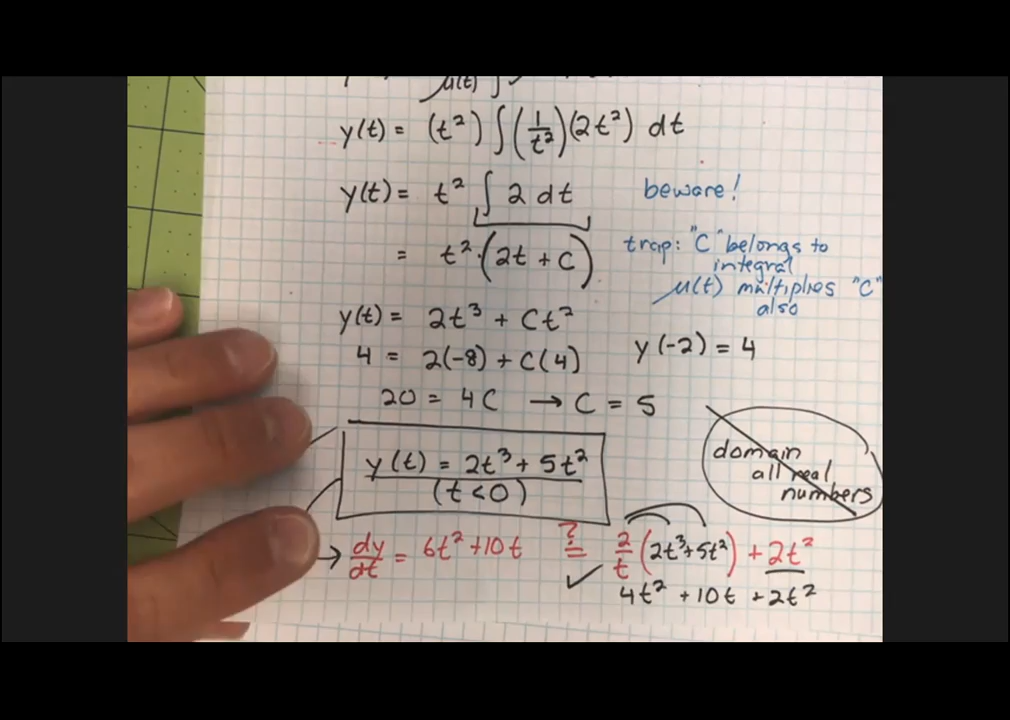 μ(t) ∫
y(t) = (t²) ∫ (1/t²)(2t²) dt
y(t) = t² ∫ 2 dt
beware!
= t²·(2t + C)
trap: "C" belongs to
integral
μ(t) multiplies "C"
also
y(t) = 2t³ + Ct²
4 = 2(-8) + C(4)
y(-2) = 4
20 = 4C → C = 5
y(t) = 2t³ + 5t²
(t < 0)
domain
all real
numbers
→ dy/dt = 6t² + 10t ?= 2/t (2t³+5t²) + 2t²
✓ 4t² + 10t + 2t²